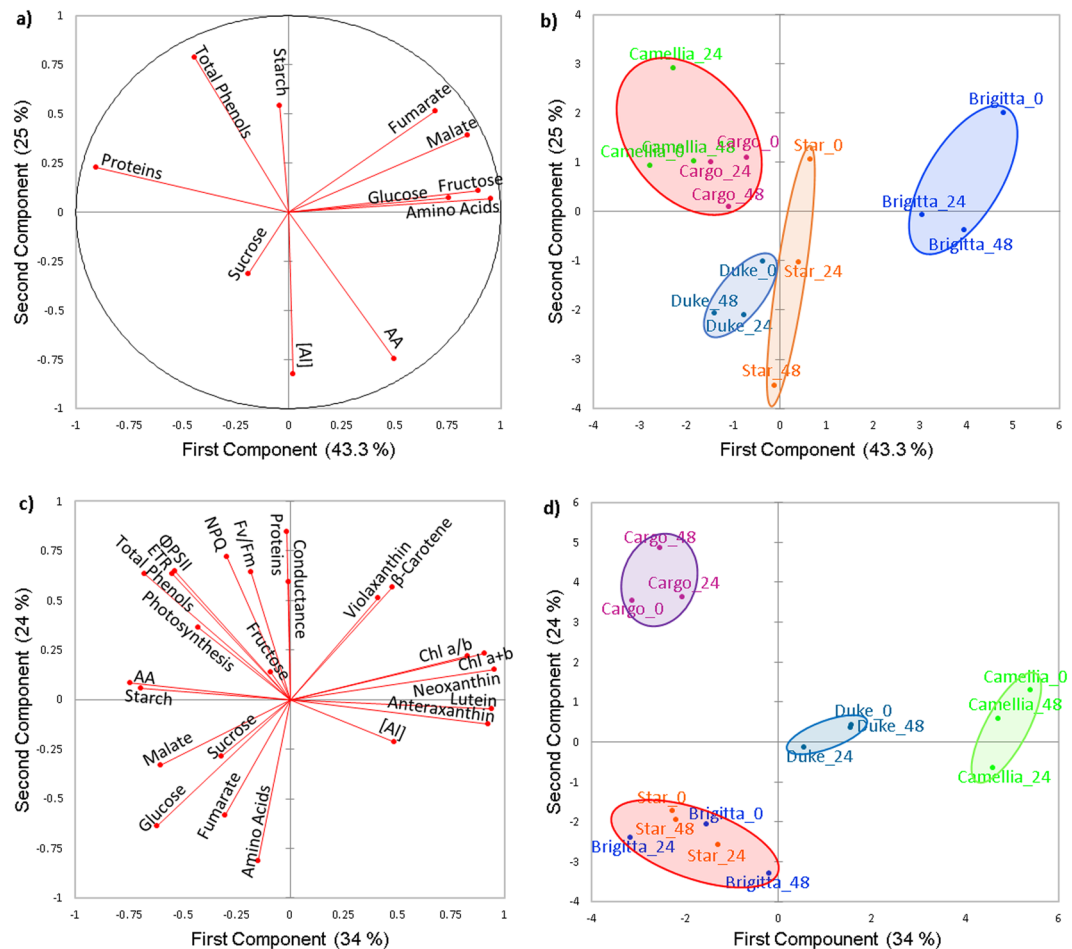 a)
Second Component (25 %)
1
0.75
0.5
0.25
0
-0.25
-0.5
-0.75
-1
Total Phenols
Starch
Fumarate
Malate
Proteins
Glucose
Fructose
Amino Acids
Sucrose
[Al]
AA
-1
-0.75
-0.5
-0.25
0
0.25
0.5
0.75
1
First Component (43.3 %)
b)
Second Component (25 %)
4
3
2
1
0
-1
-2
-3
-4
Camellia_24
Brigitta_0
Camellia_48
Cargo_0
Camellia_0
Cargo_24
Star_0
Cargo_48
Brigitta_24
Brigitta_48
Duke_0
Star_24
Duke_48
Duke_24
Star_48
-4
-3
-2
-1
0
1
2
3
4
5
6
First Component (43.3 %)
c)
Second Component (24 %)
1
0.75
0.5
0.25
0
-0.25
-0.5
-0.75
-1
ΦPSII
ETR
Total Phenols
Photosynthesis
NPQ
Fv/Fm
Proteins
Conductance
Violaxanthin
β-Carotene
Fructose
Chl a/b
Chl a+b
Neoxanthin
Lutein
Anteraxanthin
AA
Starch
[Al]
Malate
Sucrose
Glucose
Fumarate
Amino Acids
-1
-0.75
-0.5
-0.25
0
0.25
0.5
0.75
1
First Component (34 %)
d)
Second Component (24 %)
6
5
4
3
2
1
0
-1
-2
-3
-4
Cargo_48
Cargo_24
Cargo_0
Camellia_0
Camellia_48
Duke_0
Duke_48
Duke_24
Camellia_24
Star_0
Brigitta_0
Star_48
Brigitta_24
Star_24
Brigitta_48
-4
-2
0
2
4
6
First Component (34 %)